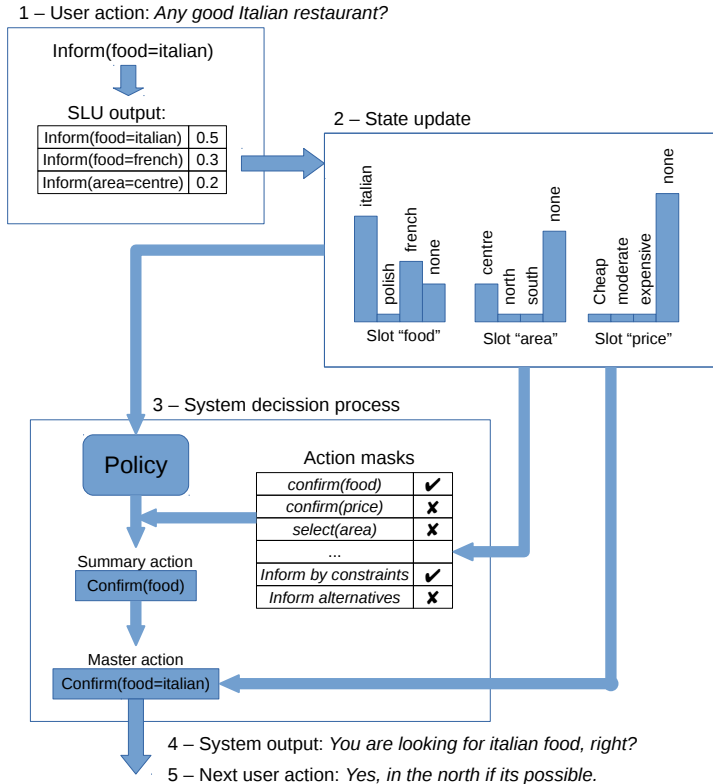 1 – User action: Any good Italian restaurant?
Inform(food=italian)
SLU output:
Inform(food=italian) 0.5
Inform(food=french) 0.3
Inform(area=centre) 0.2
2 – State update
italian
polish
french
none
Slot “food”
centre
north
south
none
Slot “area”
Cheap
moderate
expensive
none
Slot “price”
3 – System decission process
Policy
Action masks
confirm(food) ✔
confirm(price) ✘
select(area) ✘
...
Inform by constraints ✔
Inform alternatives ✘
Summary action
Confirm(food)
Master action
Confirm(food=italian)
4 – System output: You are looking for italian food, right?
5 – Next user action: Yes, in the north if its possible.